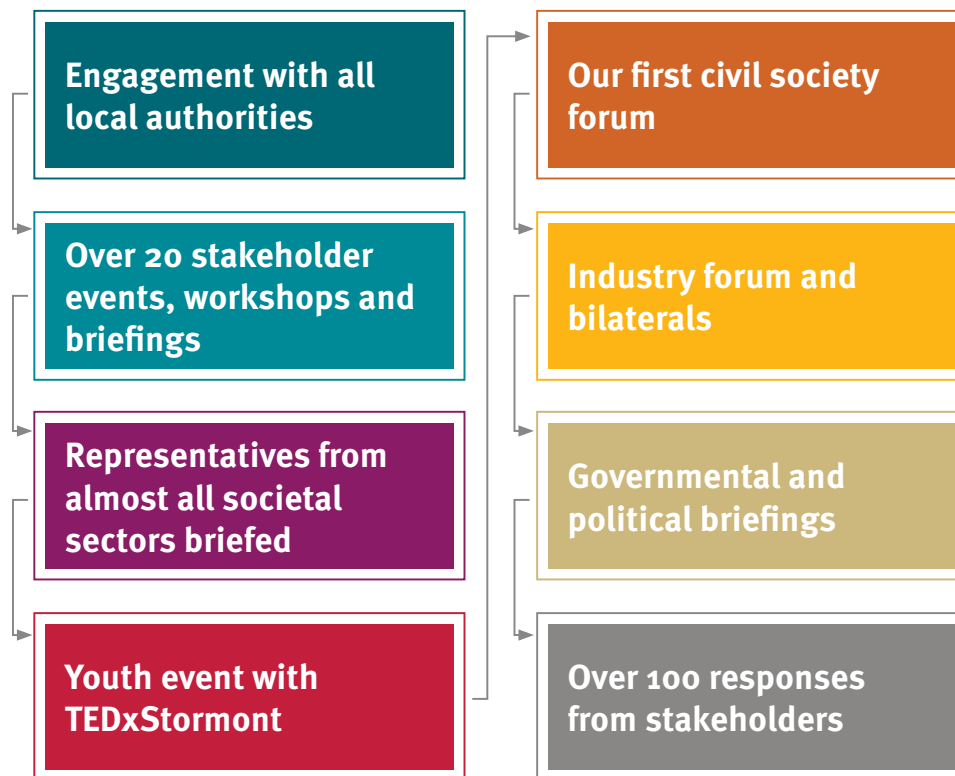 Engagement with all
local authorities
Over 20 stakeholder
events, workshops and
briefings
Representatives from
almost all societal
sectors briefed
Youth event with
TEDxStormont
Our first civil society
forum
Industry forum and
bilaterals
Governmental and
political briefings
Over 100 responses
from stakeholders